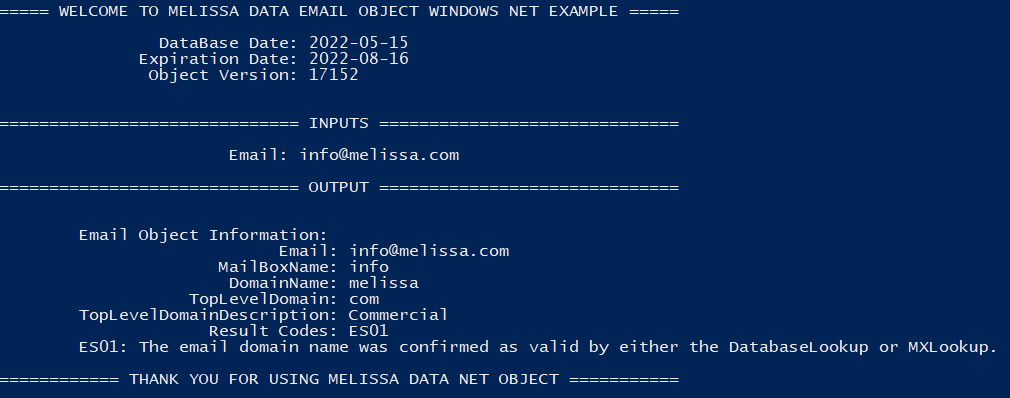 ===== WELCOME TO MELISSA DATA EMAIL OBJECT WINDOWS NET EXAMPLE =====
DataBase Date: 2022-05-15
Expiration Date: 2022-08-16
Object Version: 17152
============================== INPUTS ==============================
Email: info@melissa.com
============================== OUTPUT ==============================
Email Object Information:
Email: info@melissa.com
MailBoxName: info
DomainName: melissa
TopLevelDomain: com
TopLevelDomainDescription: Commercial
Result Codes: ES01
ES01: The email domain name was confirmed as valid by either the DatabaseLookup or MXLookup.
============ THANK YOU FOR USING MELISSA DATA NET OBJECT ===========